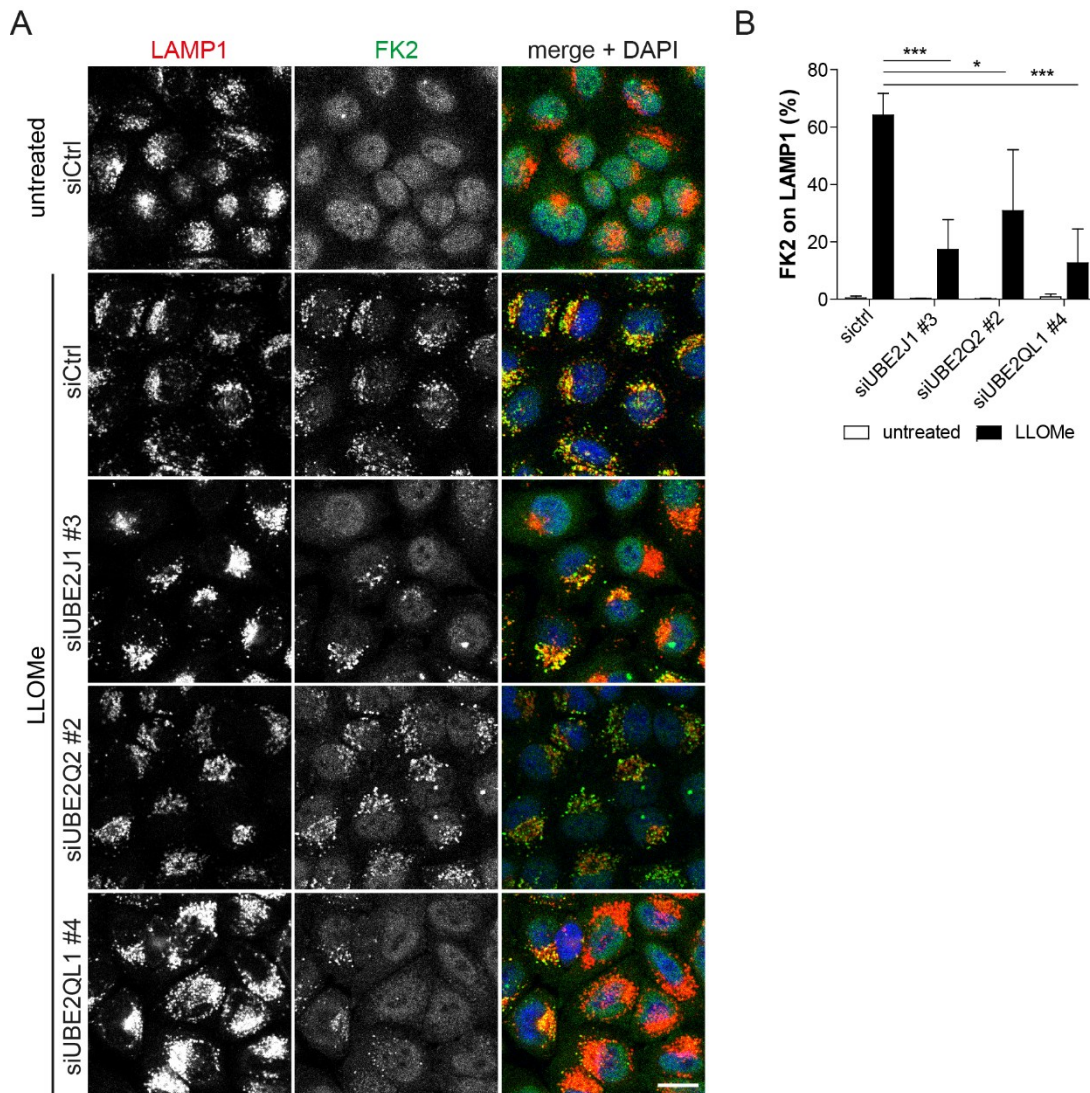 A
LAMP1 FK2 merge + DAPI
untreated
siCtrl
LLOMe
siCtrl
siUBE2J1 #3
siUBE2Q2 #2
siUBE2QL1 #4
B
***
*
***
FK2 on LAMP1 (%)
80
60
40
20
0
sictrl
siUBE2J1 #3
siUBE2Q2 #2
siUBE2QL1 #4
untreated LLOMe